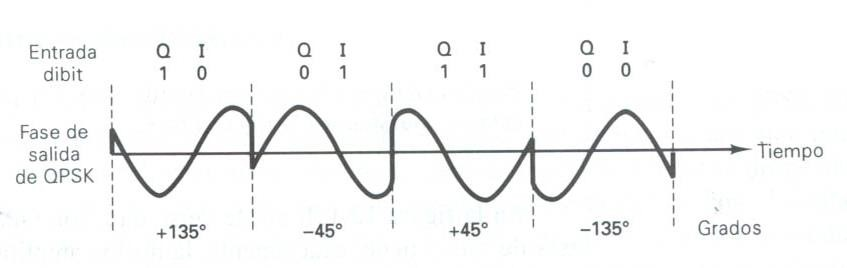 Entrada
dibit
Q I
1 0
Q I
0 1
Q I
1 1
Q I
0 0
Fase de
salida
de QPSK
Tiempo
+135°
–45°
+45°
–135°
Grados